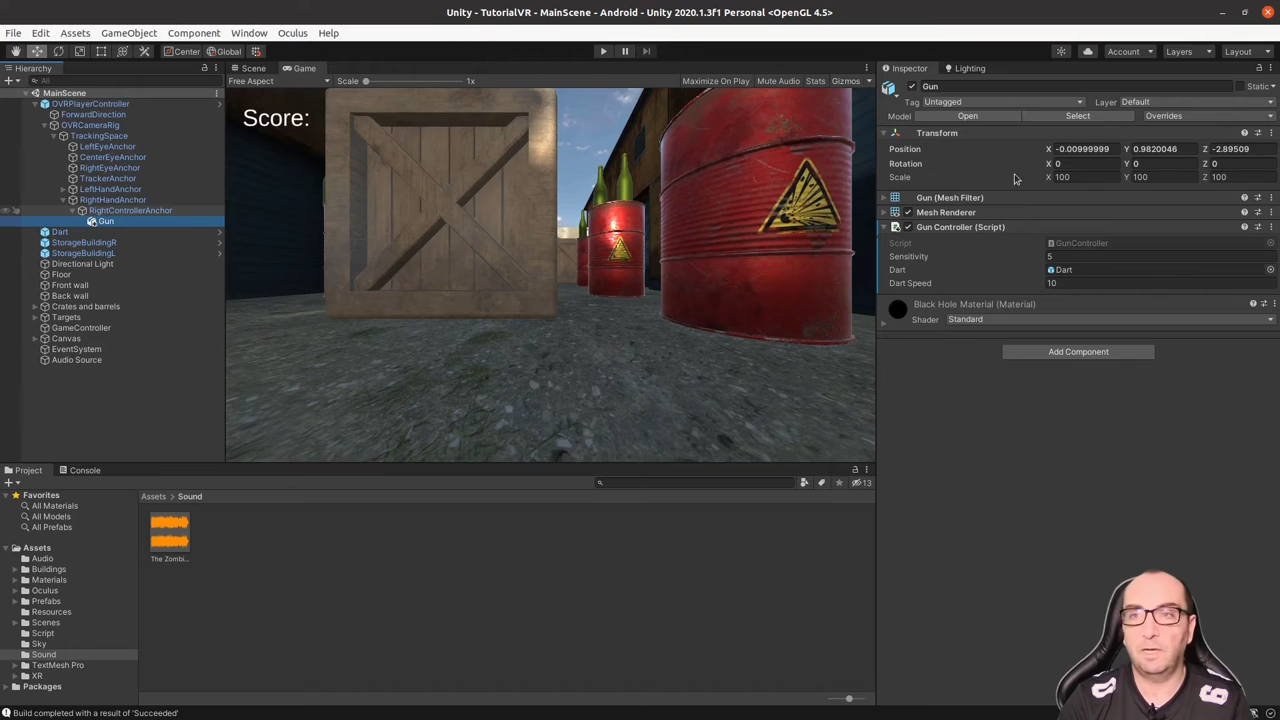 Unity - TutorialVR - MainScene - Android - Unity 2020.1.3f1 Personal <OpenGL 4.5>
File Edit Assets GameObject Component Window Oculus Help
Center Global Account Layers Layout
Hierarchy
All
MainScene
OVRPlayerController
ForwardDirection
OVRCameraRig
TrackingSpace
LeftEyeAnchor
CenterEyeAnchor
RightEyeAnchor
TrackerAnchor
LeftHandAnchor
RightHandAnchor
RightControllerAnchor
Gun
Dart
StorageBuildingR
StorageBuildingL
Directional Light
Floor
Front wall
Back wall
Crates and barrels
Targets
GameController
Canvas
EventSystem
Audio Source
Scene Game
Free Aspect Scale 1x Maximize On Play Mute Audio Stats Gizmos
Score:
Inspector Lighting
Gun Static
Tag Untagged Layer Default
Model Open Select Overrides
Transform
Position X -0.00999999 Y 0.9820046 Z -2.89509
Rotation X 0 Y 0 Z 0
Scale X 100 Y 100 Z 100
Gun (Mesh Filter)
Mesh Renderer
Gun Controller (Script)
Script GunController
Sensitivity 5
Dart Dart
Dart Speed 10
Black Hole Material (Material)
Shader Standard
Add Component
Project Console
13
Favorites
All Materials
All Models
All Prefabs
Assets
Audio
Buildings
Materials
Oculus
Prefabs
Resources
Scenes
Script
Sky
Sound
TextMesh Pro
XR
Packages
Assets > Sound
The Zombi...
Build completed with a result of 'Succeeded'